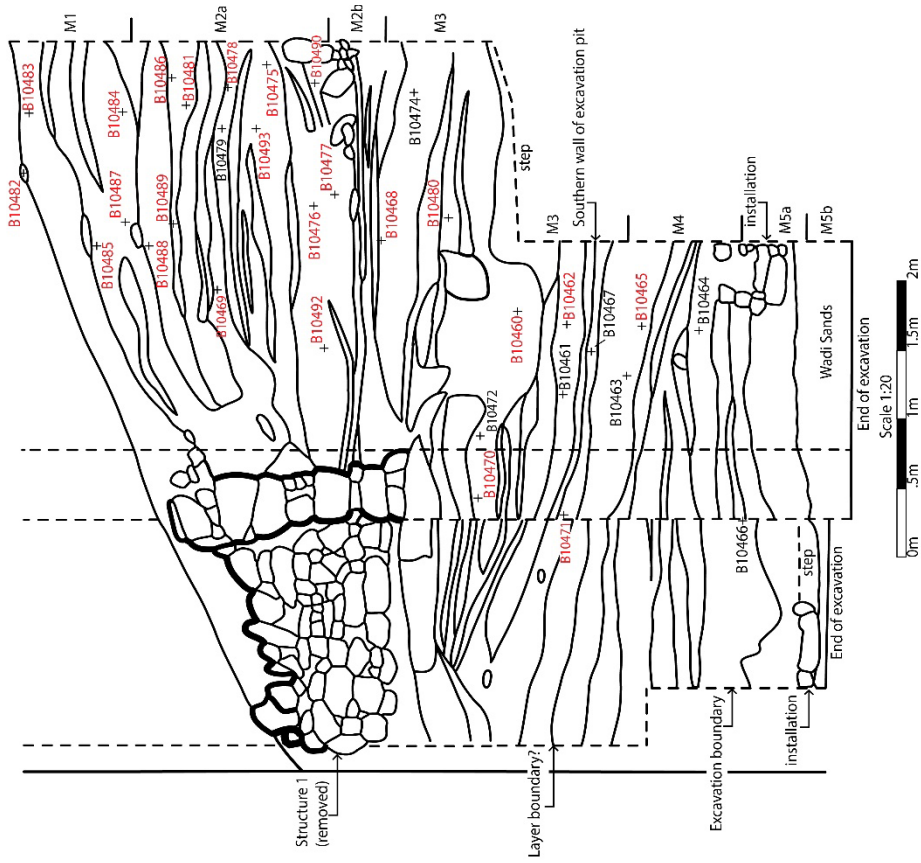 M1
M2a
M2b
M3
B10483
B10484
B10486
B10481
B10478
B10475
B10490
B10482
B10487
B10489
B10479
B10493
B10477
B10474
B10485
B10488
B10469
B10476
B10468
B10480
step
B10492
B10460
Southern wall of excavation pit
M3
M4
M5a
M5b
installation
B10462
B10465
B10461
B10467
B10464
B10463
B10472
B10470
Wadi Sands
End of excavation
Scale 1:20
B10471
B10466
step
End of excavation
Structure 1
(removed)
Layer boundary?
Excavation boundary
installation
0m
.5m
1m
1.5m
2m